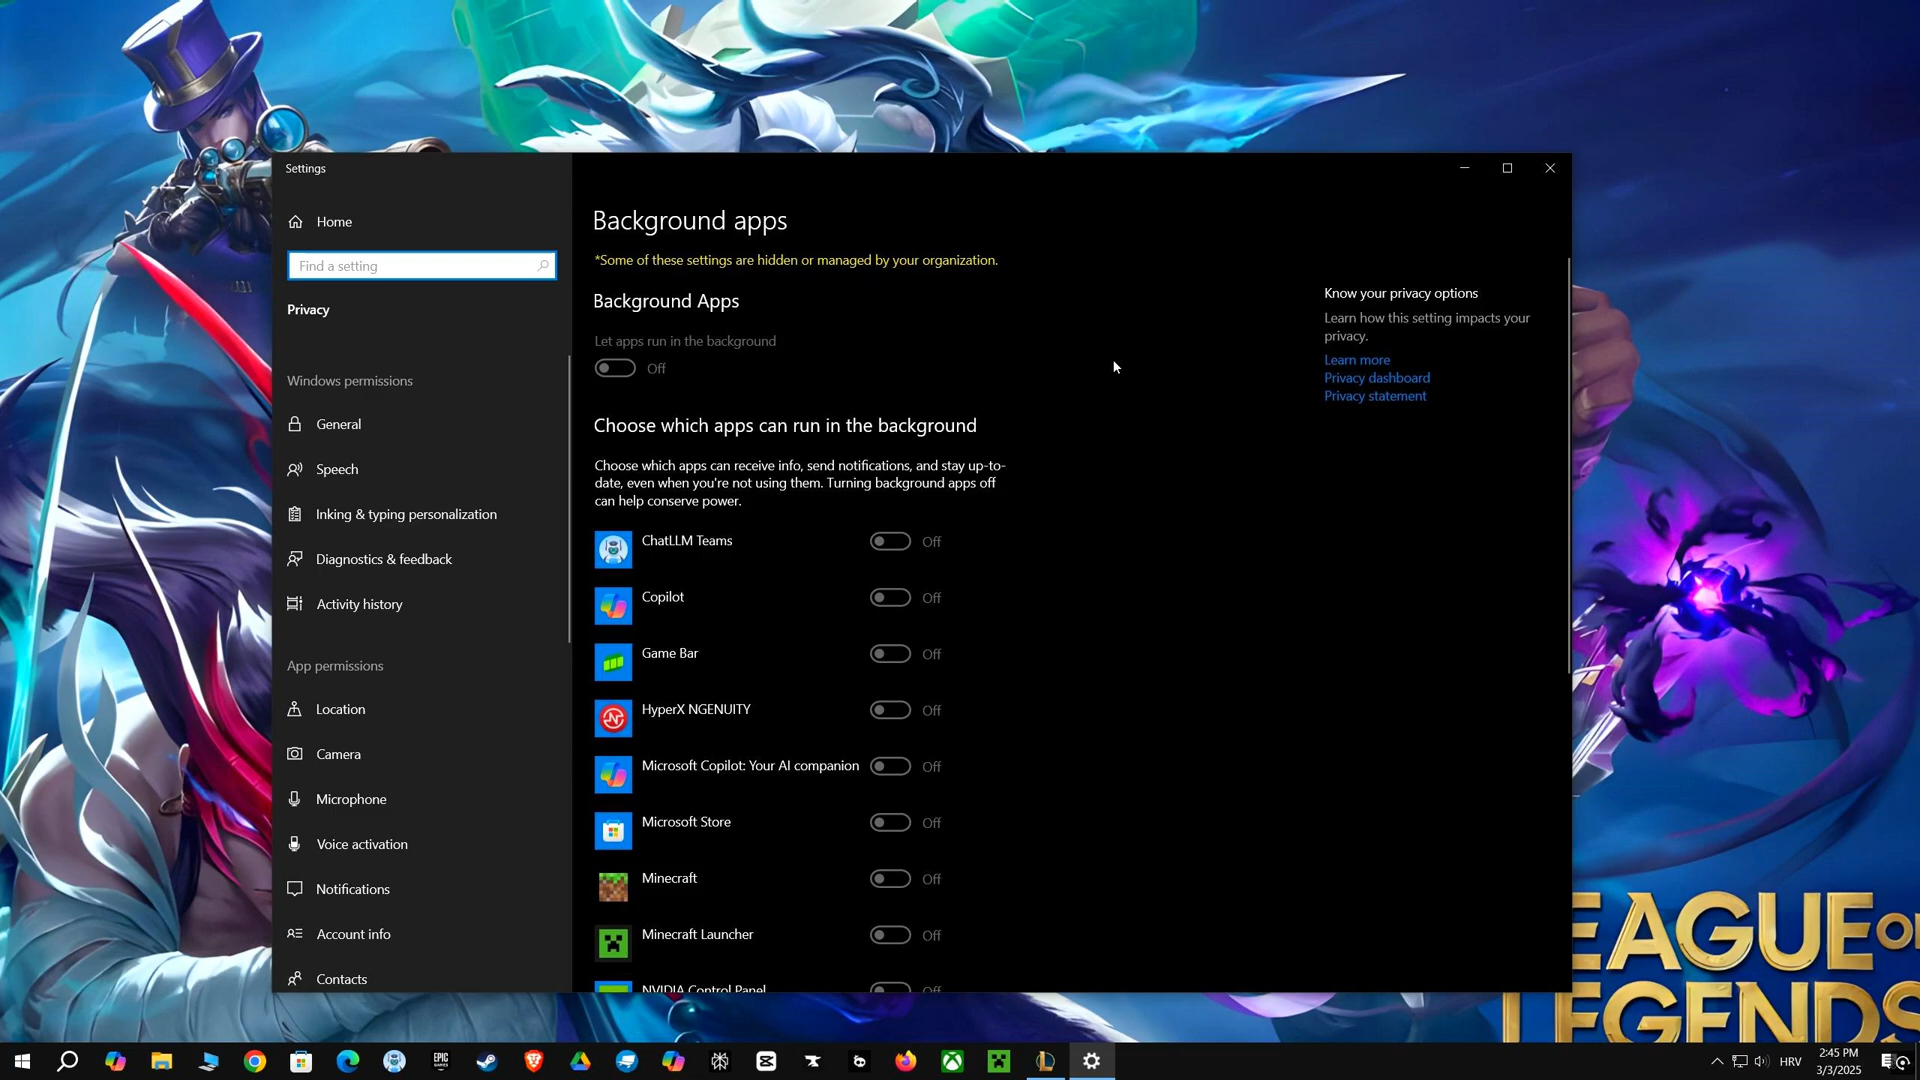 Settings
Home
Find a setting
Privacy
Windows permissions
General
Speech
Inking & typing personalization
Diagnostics & feedback
Activity history
App permissions
Location
Camera
Microphone
Voice activation
Notifications
Account info
Contacts
Background apps
*Some of these settings are hidden or managed by your organization.
Background Apps
Let apps run in the background
Off
Choose which apps can run in the background
Choose which apps can receive info, send notifications, and stay up-to-
date, even when you're not using them. Turning background apps off
can help conserve power.
ChatLLM Teams Off
Copilot Off
Game Bar Off
HyperX NGENUITY Off
Microsoft Copilot: Your AI companion Off
Microsoft Store Off
Minecraft Off
Minecraft Launcher Off
NVIDIA Control Panel Off
Know your privacy options
Learn how this setting impacts your
privacy.
Learn more
Privacy dashboard
Privacy statement
EAGUE OF
LEGENDS
EPIC
GAMES
HRV
2:45 PM
3/3/2025